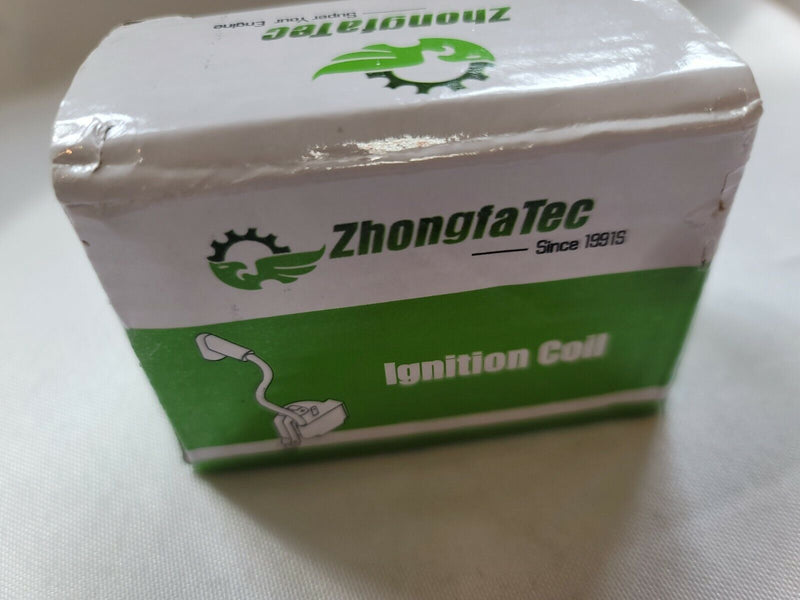 ZhongfaTec
Super Your Engine
ZhongfaTec
Since 1991S
Ignition Coil